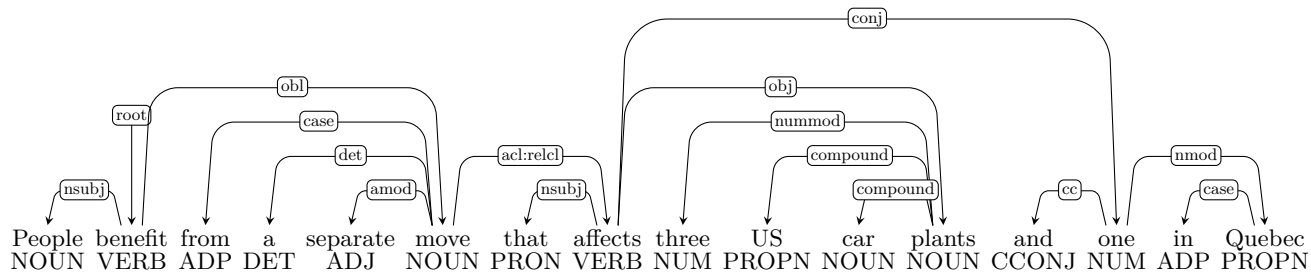 conj
obl obj
root
case nummod
det acl:relcl compound nmod
nsubj amod nsubj compound cc case
People benefit from a separate move that affects three US car plants and one in Quebec
NOUN VERB ADP DET ADJ NOUN PRON VERB NUM PROPN NOUN NOUN CCONJ NUM ADP PROPN